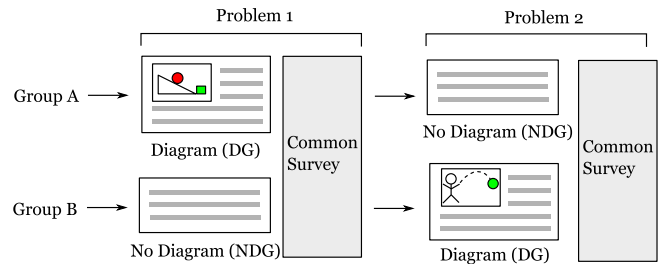 Problem 1
Problem 2
Group A
Diagram (DG)
No Diagram (NDG)
Common
Survey
Common
Survey
Group B
No Diagram (NDG)
Diagram (DG)